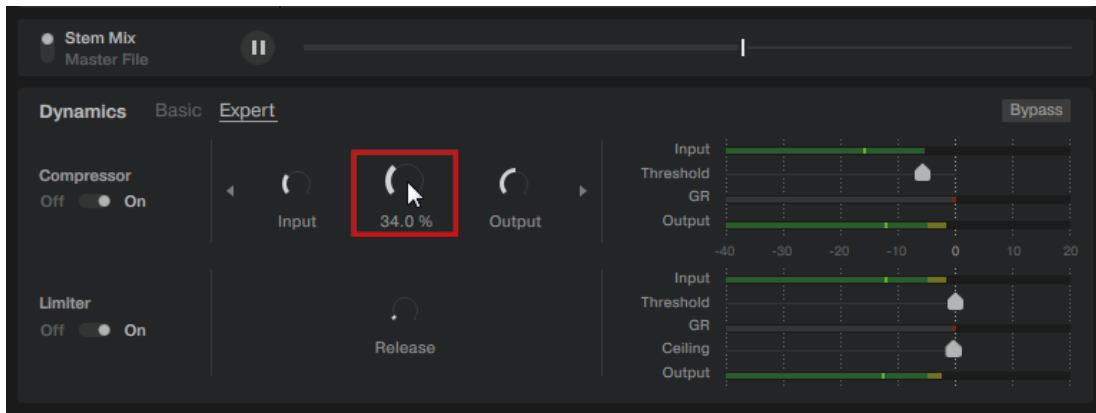 Stem Mix
Master File
Dynamics Basic Expert Bypass
Compressor
Off On
Input 34.0 % Output
Input
Threshold
GR
Output
-40 -30 -20 -10 0 10 20
Limiter
Off On
Release
Input
Threshold
GR
Ceiling
Output